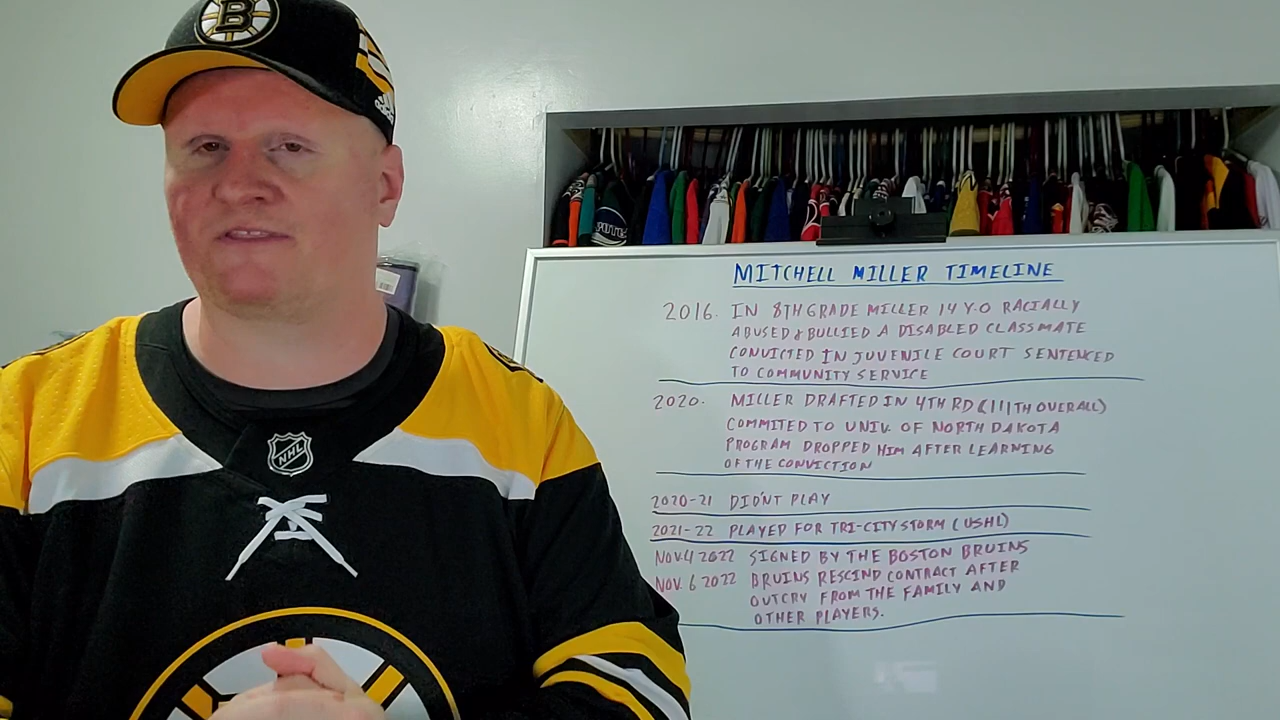 B
adidas
NHL
MITCHELL MILLER TIMELINE
2016. IN 8TH GRADE MILLER 14 Y.O RACIALLY
ABUSED & BULLIED A DISABLED CLASSMATE
CONVICTED IN JUVENILE COURT SENTENCED
TO COMMUNITY SERVICE
2020. MILLER DRAFTED IN 4TH RD (111TH OVERALL)
COMMITED TO UNIV. OF NORTH DAKOTA
PROGRAM DROPPED HIM AFTER LEARNING
OF THE CONVICTION
2020-21 DIDN'T PLAY
2021-22 PLAYED FOR TRI-CITY STORM (USHL)
NOV. 4 2022 SIGNED BY THE BOSTON BRUINS
NOV. 6 2022 BRUINS RESCIND CONTRACT AFTER
OUTCRY FROM THE FAMILY AND
OTHER PLAYERS.